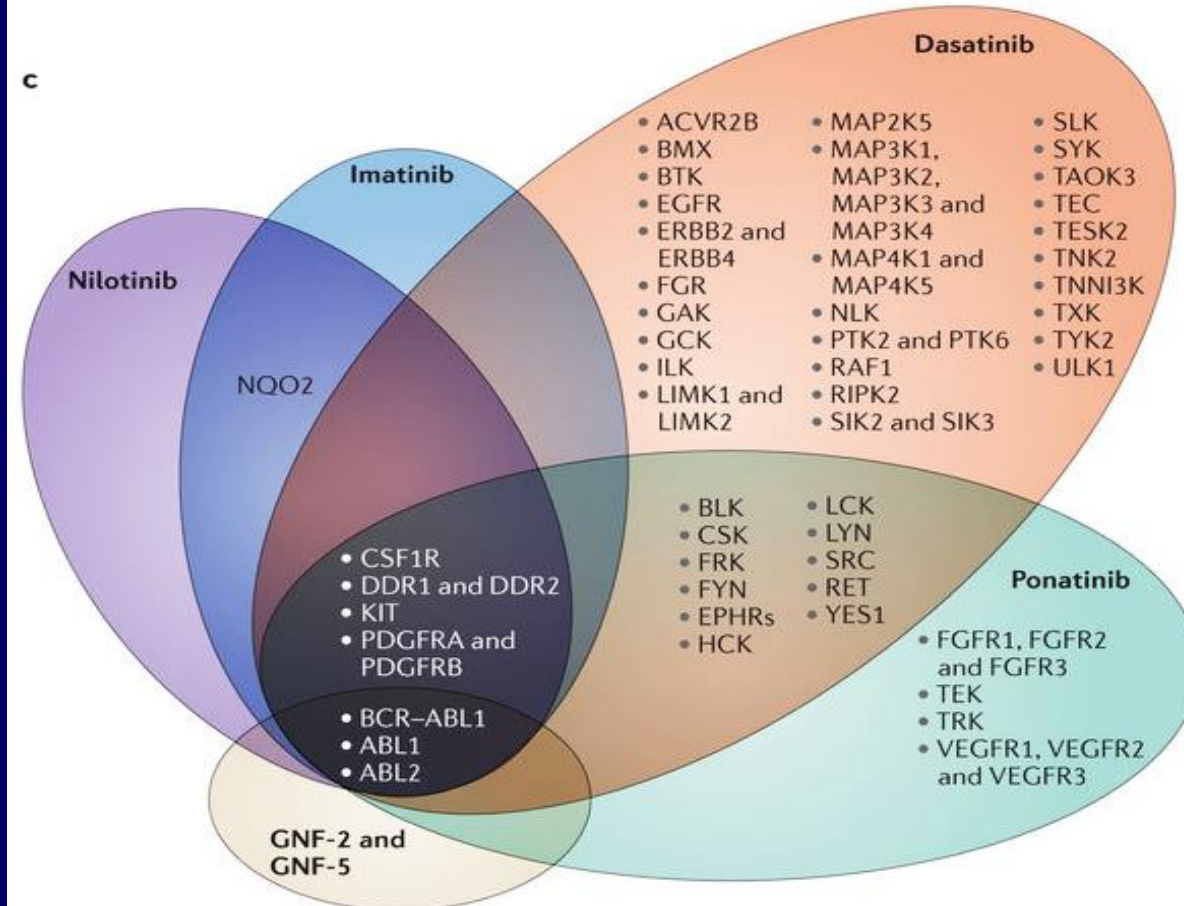 c
Dasatinib
Imatinib
Nilotinib
NQO2
• ACVR2B
• BMX
• BTK
• EGFR
• ERBB2 and
ERBB4
• FGR
• GAK
• GCK
• ILK
• LIMK1 and
LIMK2
• MAP2K5
• MAP3K1,
MAP3K2,
MAP3K3 and
MAP3K4
• MAP4K1 and
MAP4K5
• NLK
• PTK2 and PTK6
• RAF1
• RIPK2
• SIK2 and SIK3
• SLK
• SYK
• TAOK3
• TEC
• TESK2
• TNK2
• TNNI3K
• TXK
• TYK2
• ULK1
• CSF1R
• DDR1 and DDR2
• KIT
• PDGFRA and
PDGFRB
• BCR–ABL1
• ABL1
• ABL2
• BLK
• CSK
• FRK
• FYN
• EPHRs
• HCK
• LCK
• LYN
• SRC
• RET
• YES1
Ponatinib
• FGFR1, FGFR2
and FGFR3
• TEK
• TRK
• VEGFR1, VEGFR2
and VEGFR3
GNF-2 and
GNF-5